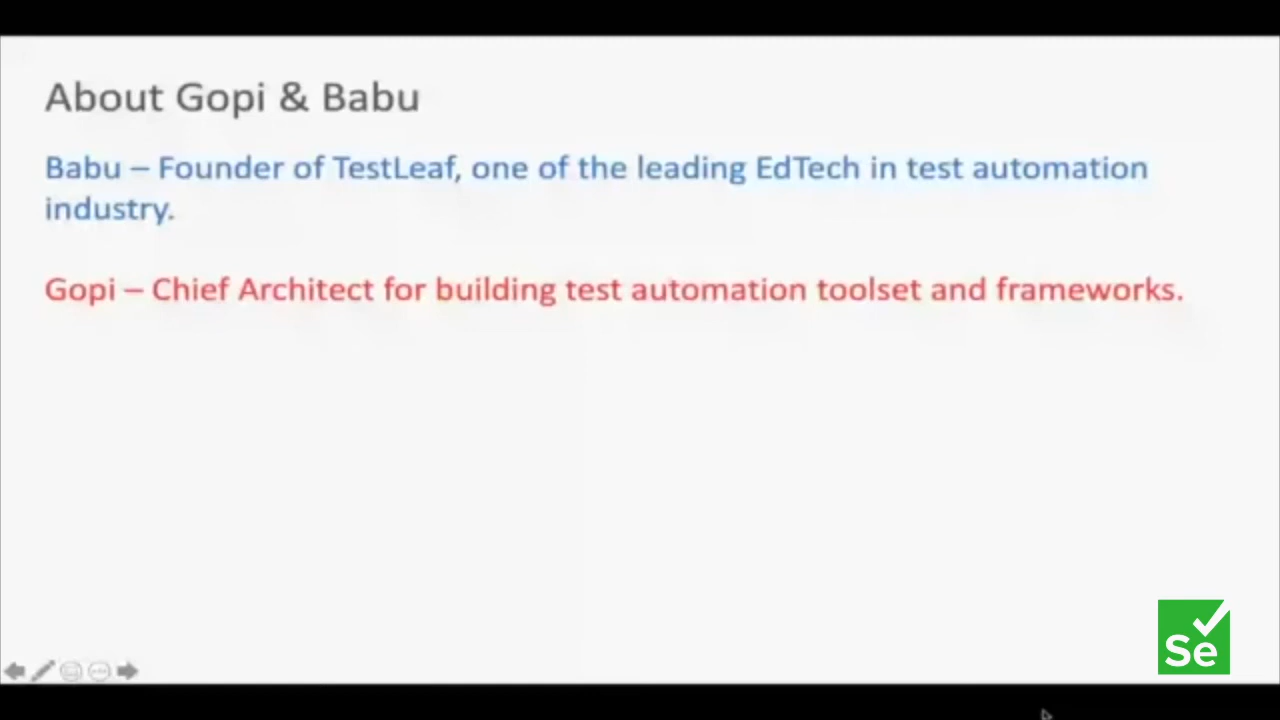 About Gopi & Babu
Babu – Founder of TestLeaf, one of the leading EdTech in test automation
industry.
Gopi – Chief Architect for building test automation toolset and frameworks.
Se